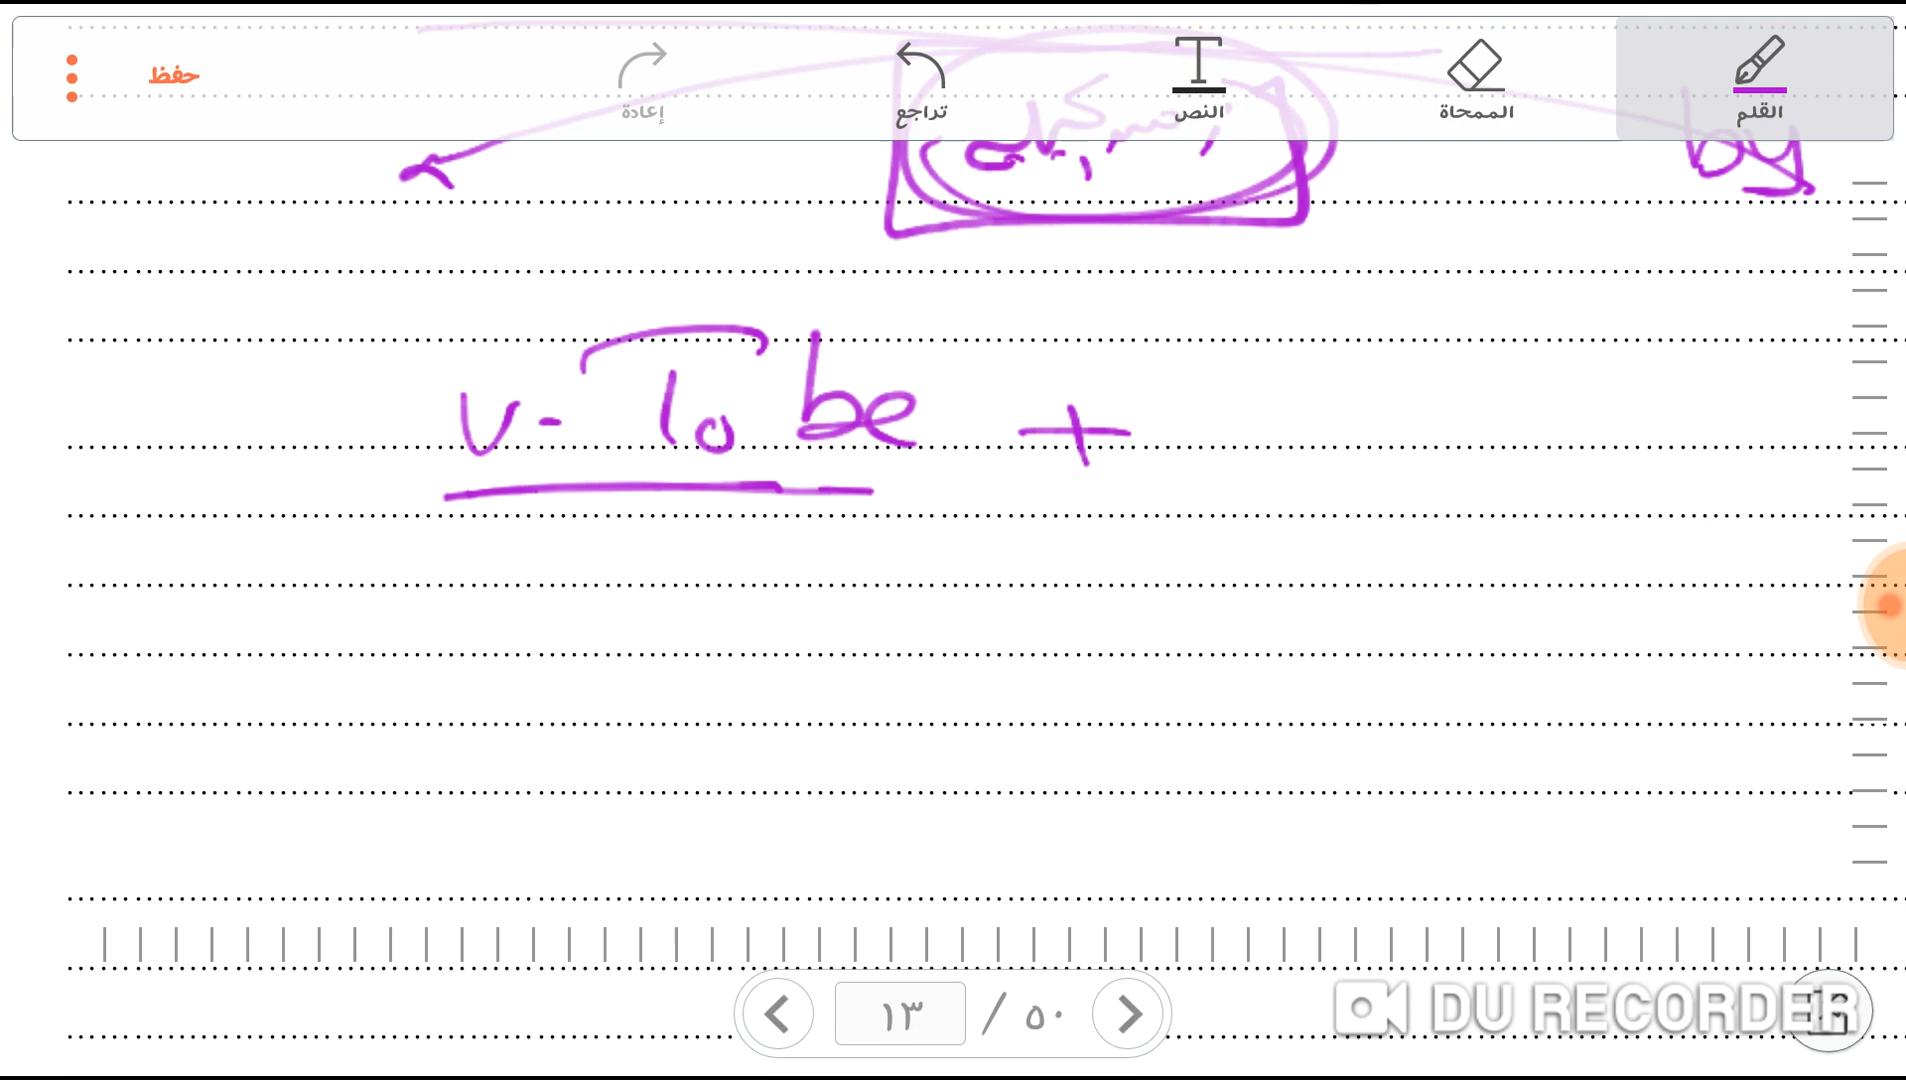 القلم الممحاة النص تراجع إعادة حفظ
by
v- To be +
١٣ / ٥٠
DU RECORDER